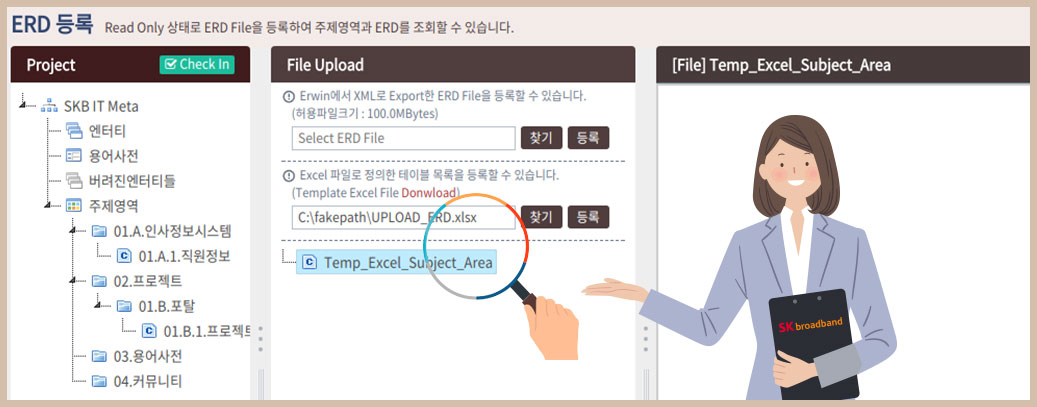 ERD 등록 Read Only 상태로 ERD File을 등록하여 주제영역과 ERD를 조회할 수 있습니다.
Project Check In
SKB IT Meta
엔터티
용어사전
버려진엔터티들
주제영역
01.A.인사정보시스템
01.A.1.직원정보
02.프로젝트
01.B.포탈
01.B.1.프로젝트
03.용어사전
04.커뮤니티
File Upload
Erwin에서 XML로 Export한 ERD File을 등록할 수 있습니다.
(허용파일크기 : 100.0MBytes)
Select ERD File 찾기 등록
Excel 파일로 정의한 테이블 목록을 등록할 수 있습니다.
(Template Excel File Donwload)
C:\fakepath\UPLOAD_ERD.xlsx 찾기 등록
C Temp_Excel_Subject_Area
[File] Temp_Excel_Subject_Area
SK broadband